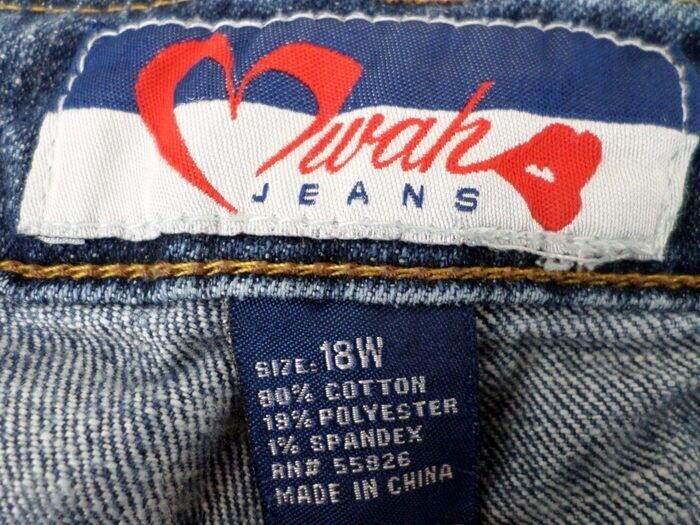 Mwah
JEANS
SIZE: 18W
80% COTTON
19% POLYESTER
1% SPANDEX
RN# 55826
MADE IN CHINA